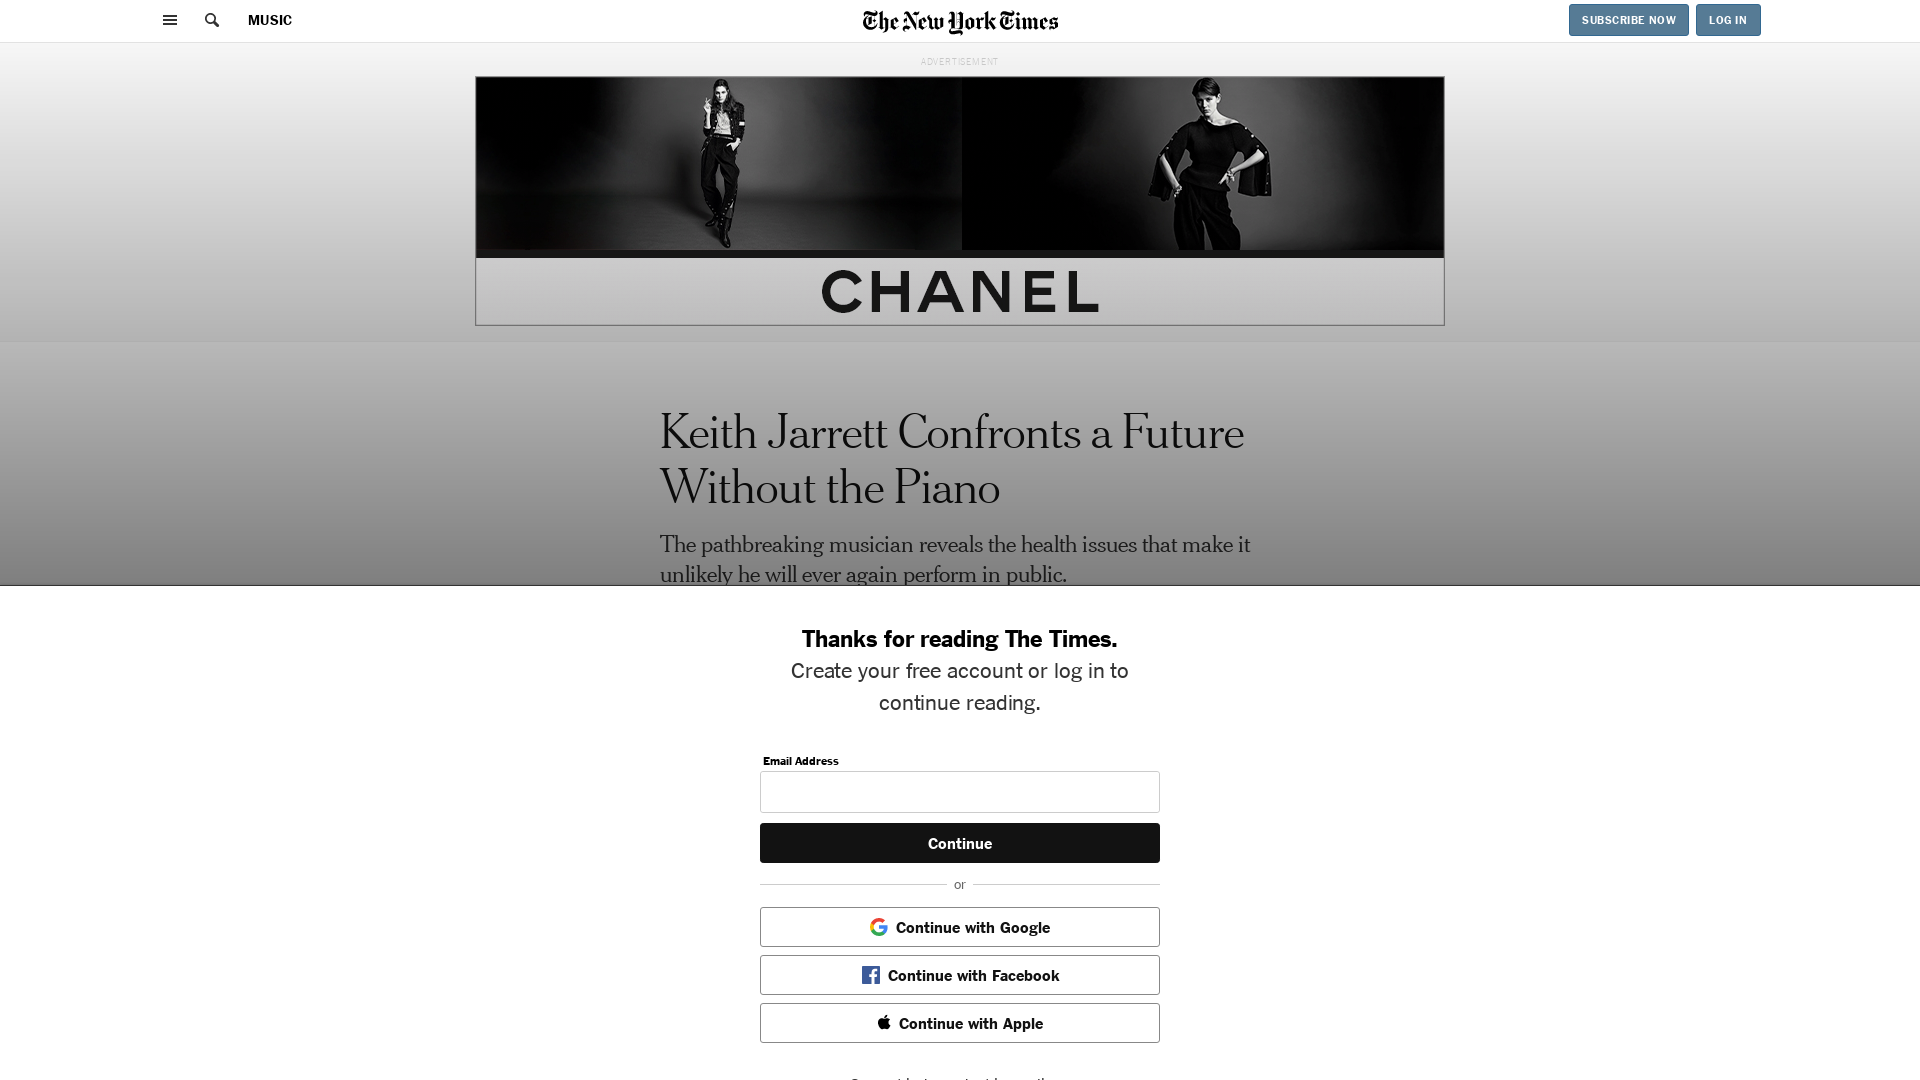 MUSIC
The New York Times
SUBSCRIBE NOW
LOG IN
ADVERTISEMENT
CHANEL
Keith Jarrett Confronts a Future
Without the Piano
The pathbreaking musician reveals the health issues that make it
unlikely he will ever again perform in public.
Thanks for reading The Times.
Create your free account or log in to
continue reading.
Email Address
Continue
or
Continue with Google
Continue with Facebook
Continue with Apple